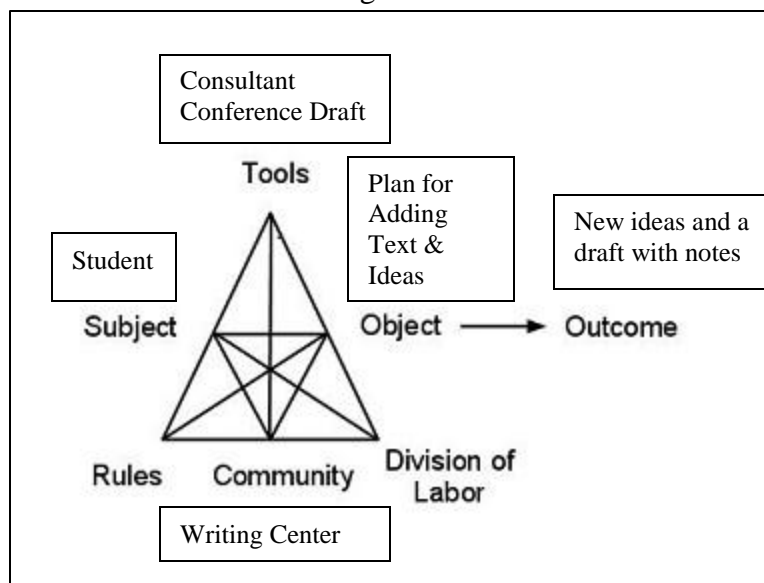 Consultant
Conference Draft
Tools
Plan for
Adding
Text &
Ideas
New ideas and a
draft with notes
Student
Subject
Object
Outcome
Rules
Community
Division of
Labor
Writing Center